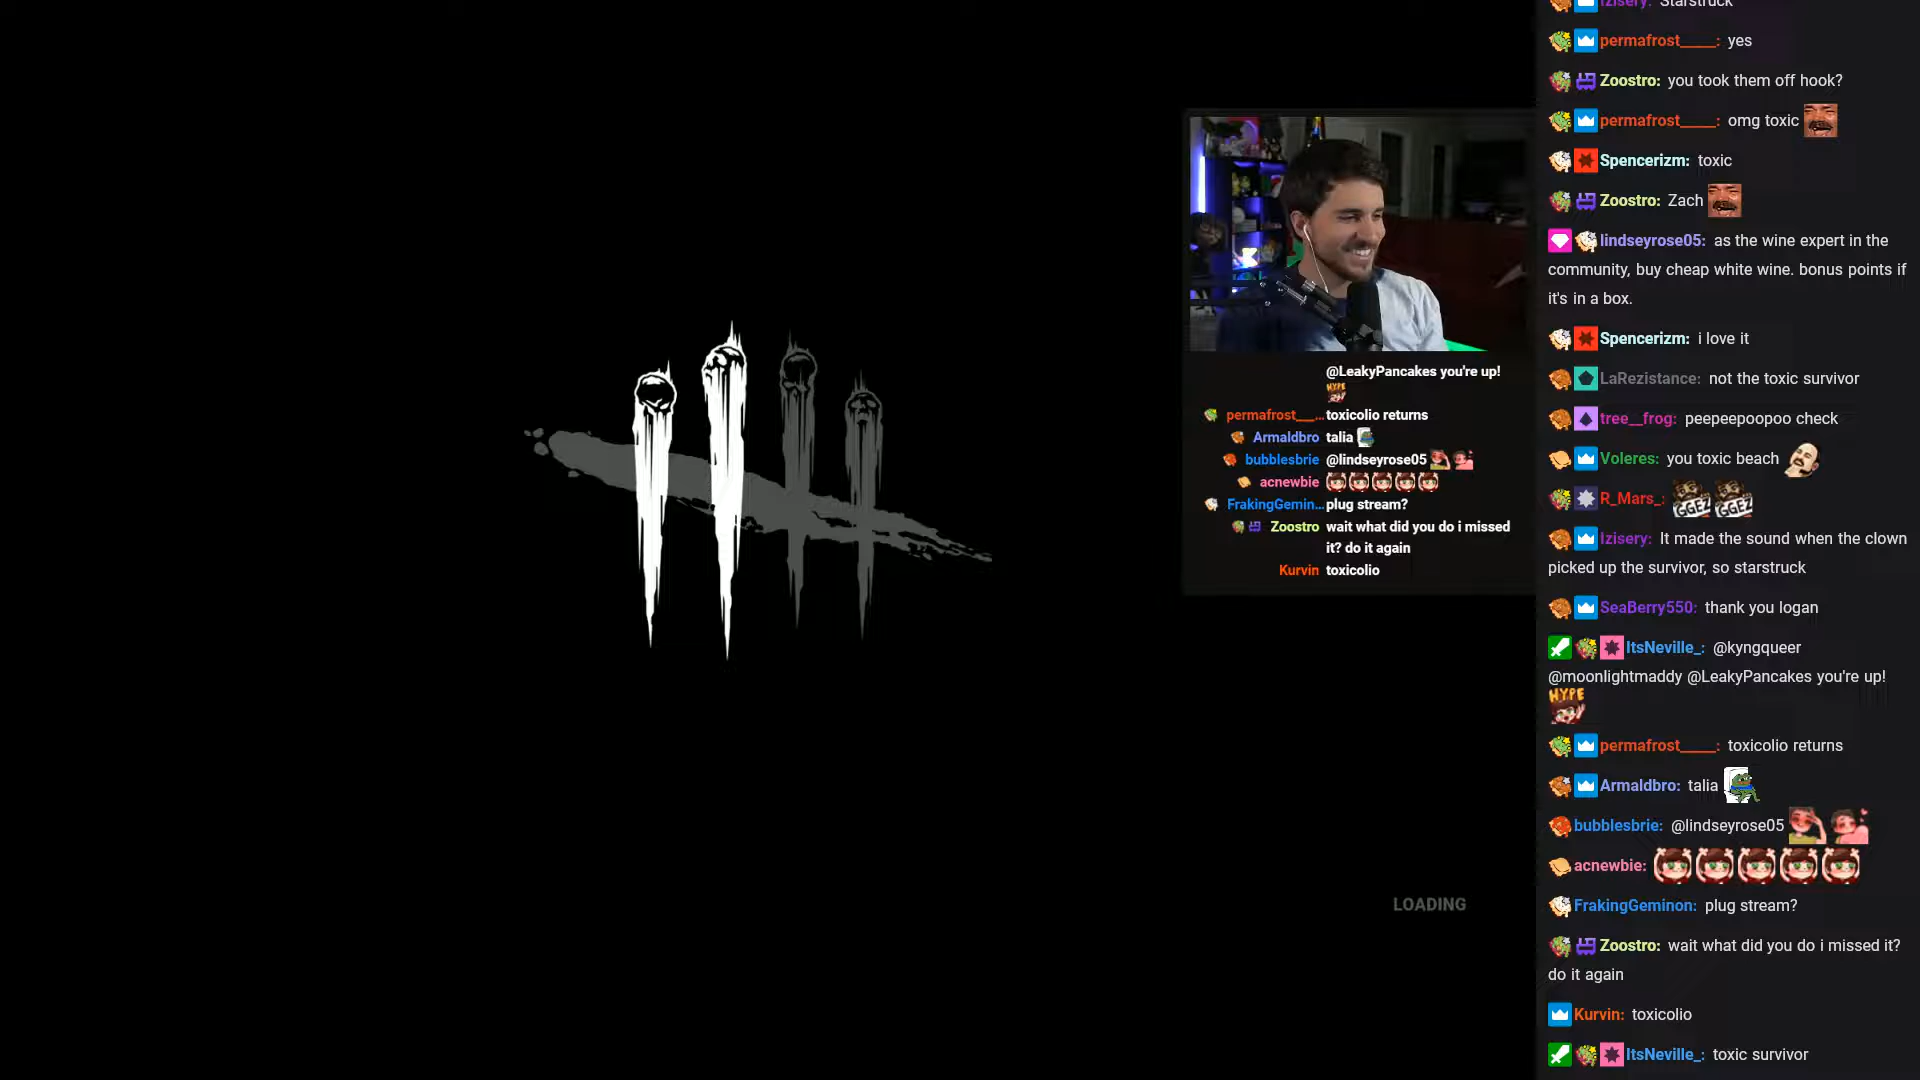 @LeakyPancakes you're up!
permafrost___... toxicolio returns
Armaldbro talia
bubblesbrie @lindseyrose05
acnewbie
FrakingGemin... plug stream?
Zoostro wait what did you do i missed
it? do it again
Kurvin toxicolio
LOADING
Izisery: Starstruck
permafrost_____: yes
Zoostro: you took them off hook?
permafrost_____: omg toxic
Spencerizm: toxic
Zoostro: Zach
lindseyrose05: as the wine expert in the
community, buy cheap white wine. bonus points if
it's in a box.
Spencerizm: i love it
LaRezistance: not the toxic survivor
tree__frog: peepeepoopoo check
Voleres: you toxic beach
R_Mars_: GGEZ GGEZ
Izisery: It made the sound when the clown
picked up the survivor, so starstruck
SeaBerry550: thank you logan
ItsNeville_: @kyngqueer
@moonlightmaddy @LeakyPancakes you're up!
HYPE
permafrost_____: toxicolio returns
Armaldbro: talia
bubblesbrie: @lindseyrose05
acnewbie:
FrakingGeminon: plug stream?
Zoostro: wait what did you do i missed it?
do it again
Kurvin: toxicolio
ItsNeville_: toxic survivor